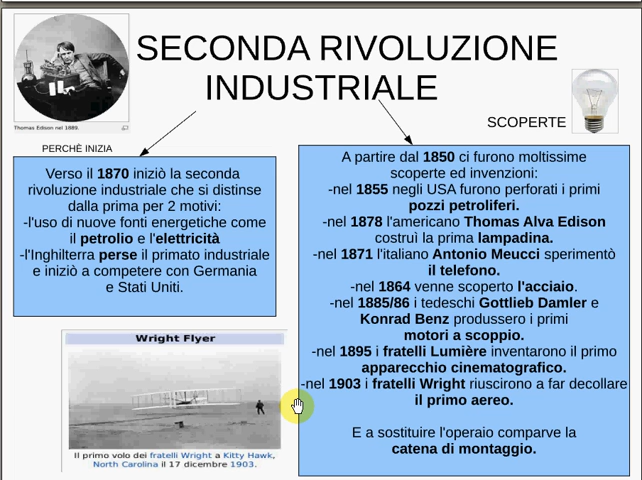 SECONDA RIVOLUZIONE
INDUSTRIALE
Thomas Edison nel 1889.
SCOPERTE
PERCHÈ INIZIA
Verso il 1870 iniziò la seconda
rivoluzione industriale che si distinse
dalla prima per 2 motivi:
-l'uso di nuove fonti energetiche come
il petrolio e l'elettricità
-l'Inghilterra perse il primato industriale
e iniziò a competere con Germania
e Stati Uniti.
A partire dal 1850 ci furono moltissime
scoperte ed invenzioni:
-nel 1855 negli USA furono perforati i primi
pozzi petroliferi.
-nel 1878 l'americano Thomas Alva Edison
costruì la prima lampadina.
-nel 1871 l'italiano Antonio Meucci sperimentò
il telefono.
-nel 1864 venne scoperto l'acciaio.
-nel 1885/86 i tedeschi Gottlieb Damler e
Konrad Benz produssero i primi
motori a scoppio.
-nel 1895 i fratelli Lumière inventarono il primo
apparecchio cinematografico.
-nel 1903 i fratelli Wright riuscirono a far decollare
il primo aereo.
E a sostituire l'operaio comparve la
catena di montaggio.
Wright Flyer
Il primo volo dei fratelli Wright a Kitty Hawk,
North Carolina il 17 dicembre 1903.